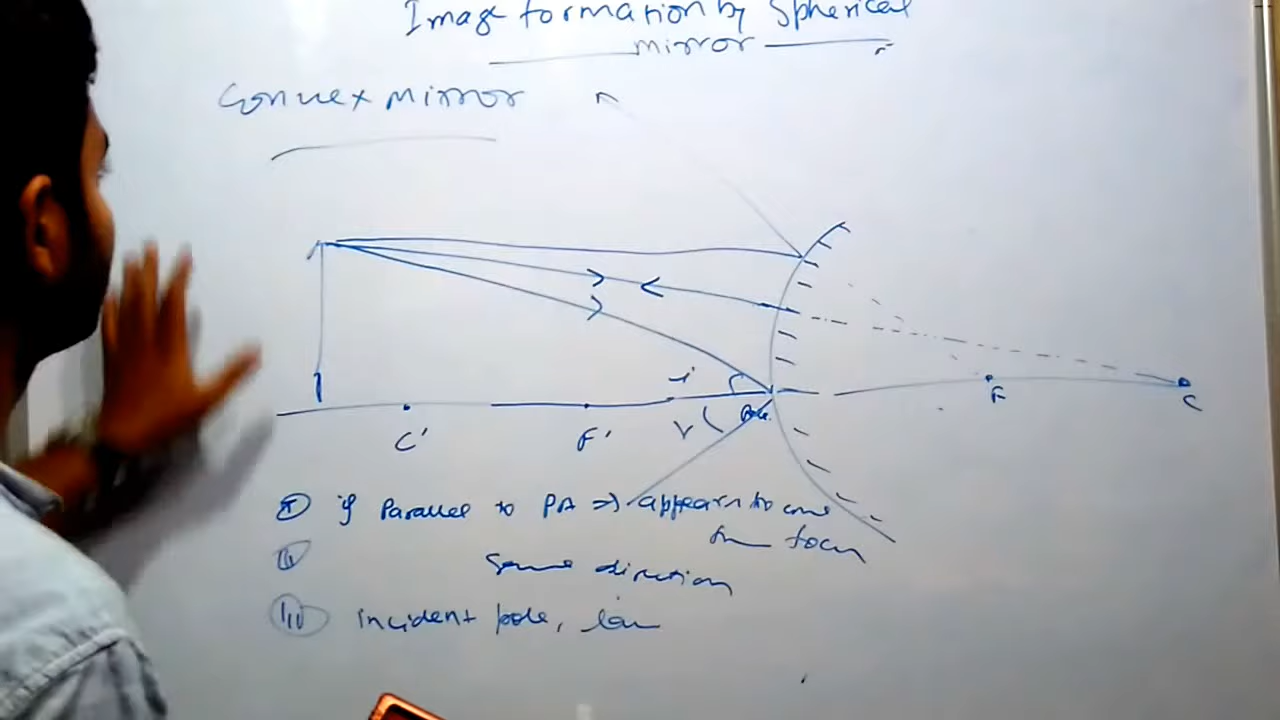 Image formation by Spherical
mirror
Convex mirror
i
r
Pole
F
C
C'
F'
I if Parallel to PA => appears to come
from focus
II same direction
III incident pole, law